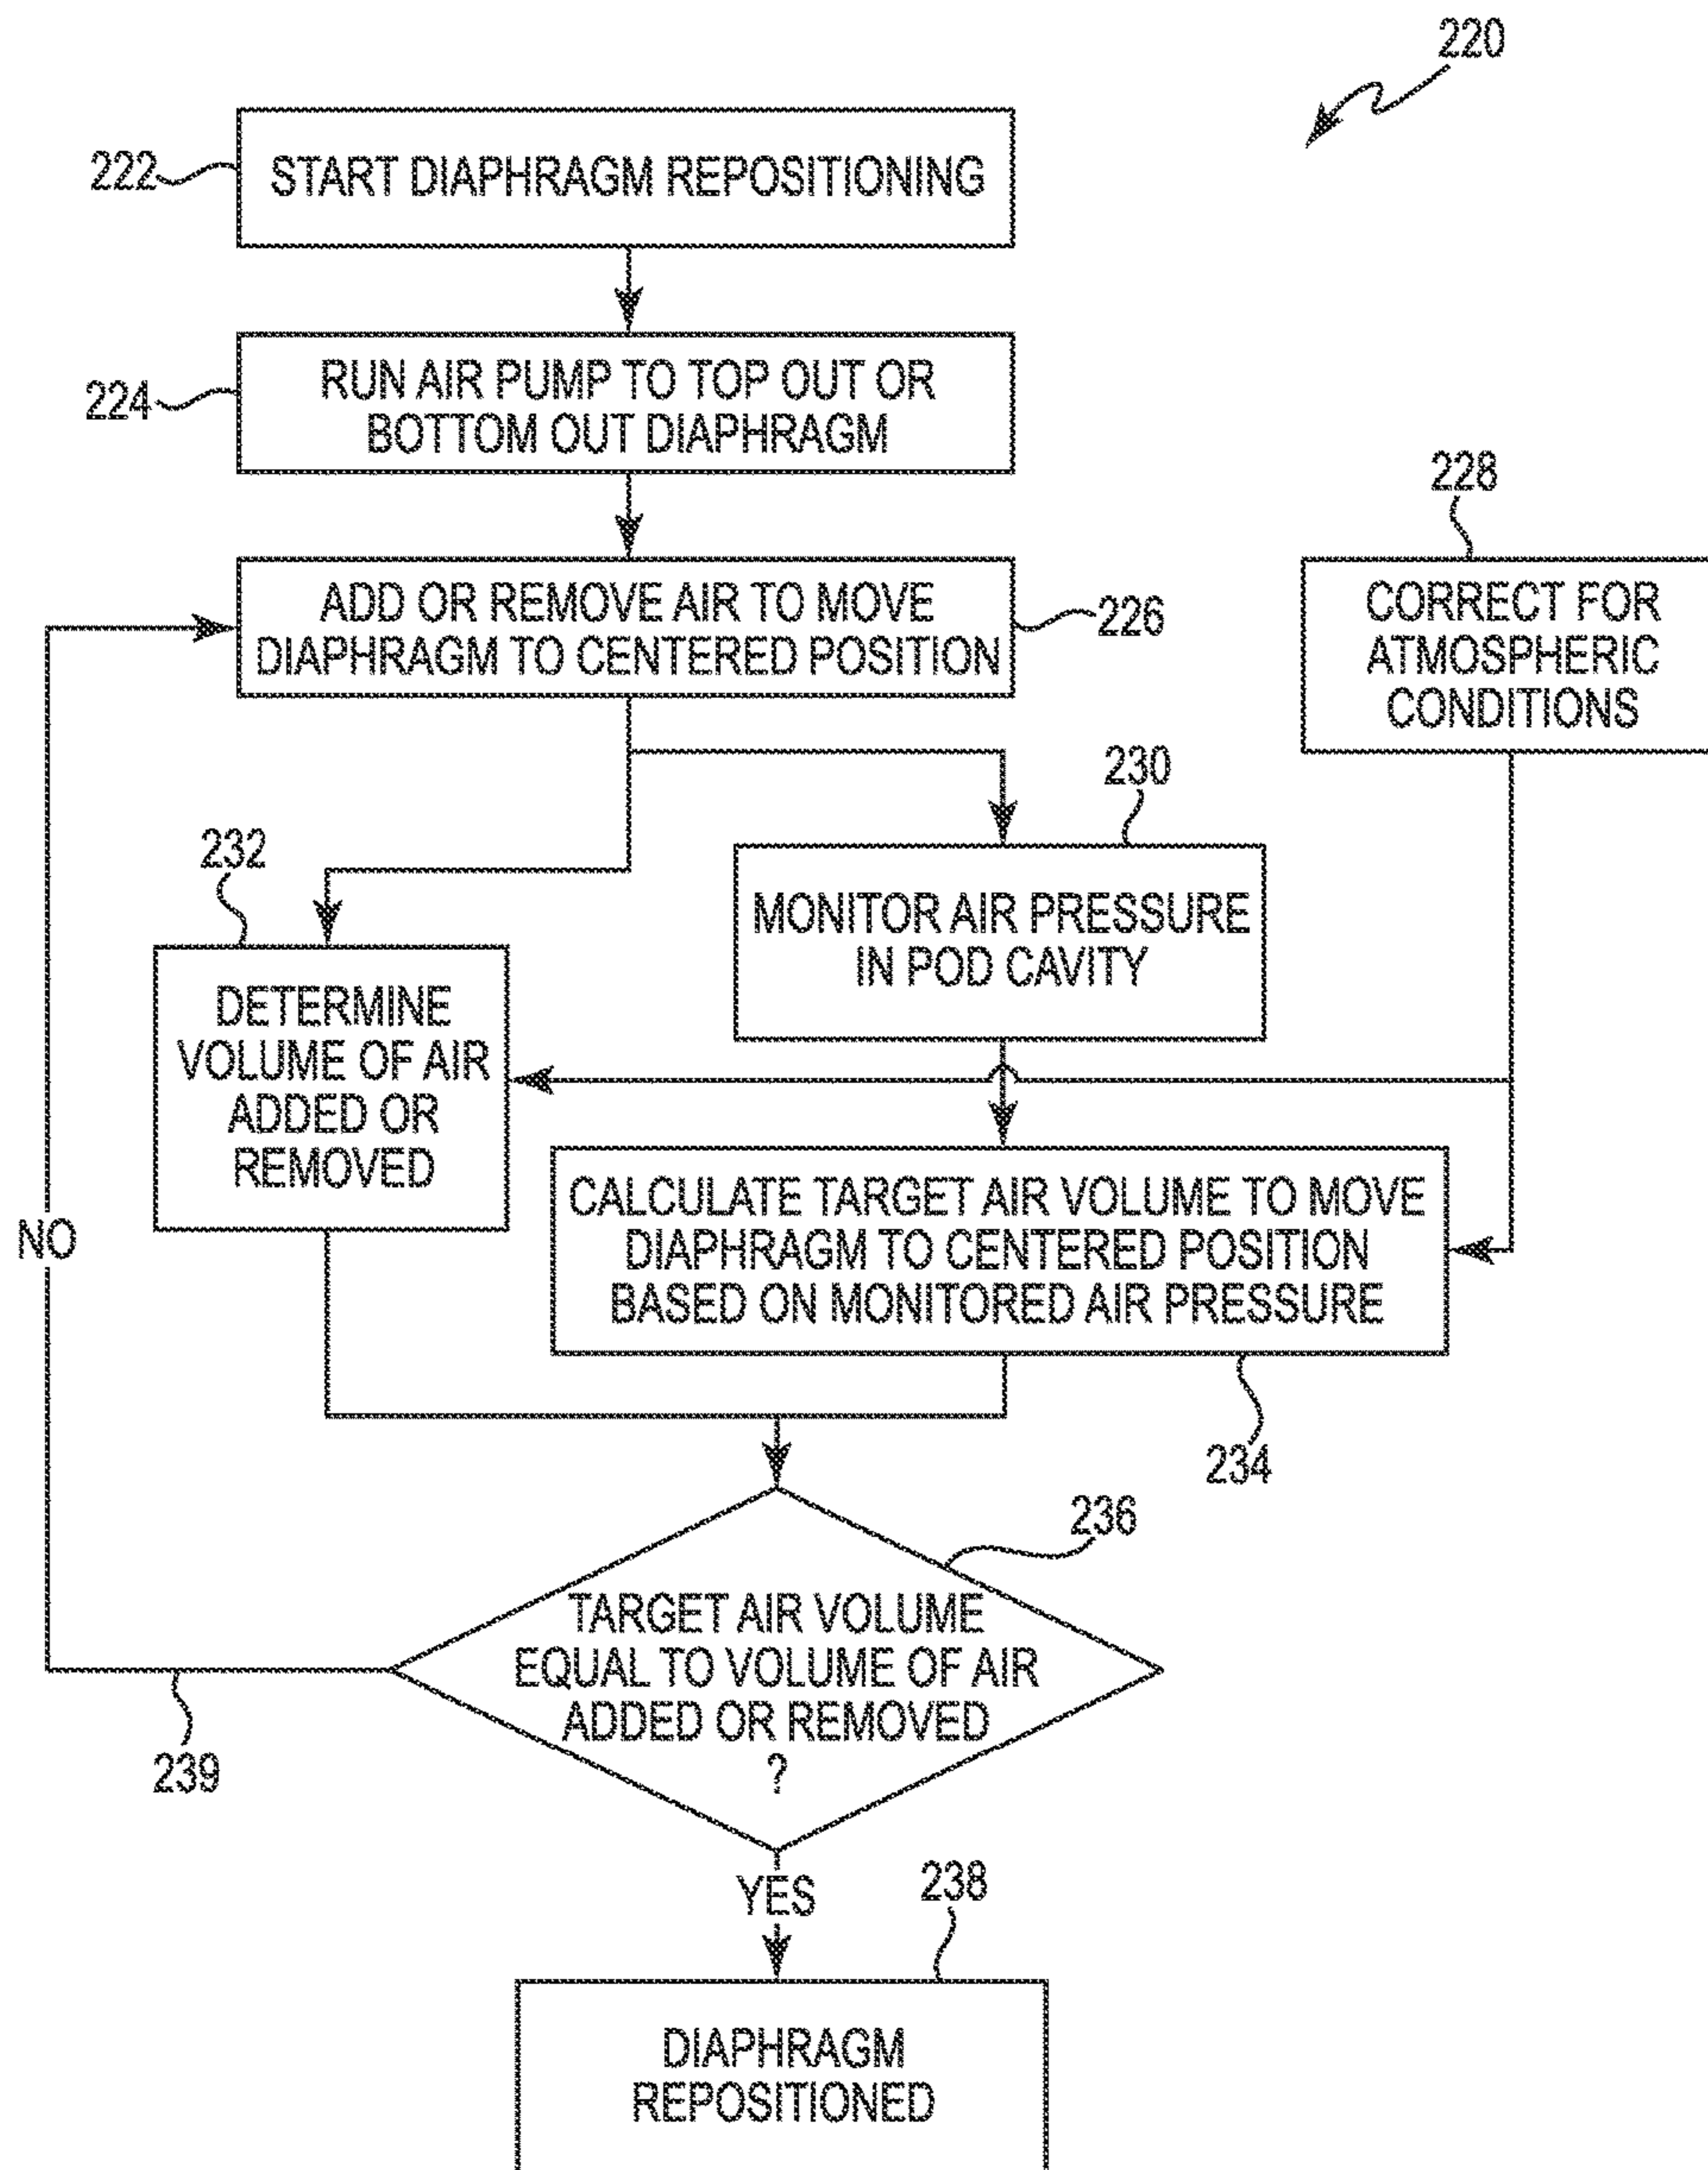 220
222
START DIAPHRAGM REPOSITIONING
224
RUN AIR PUMP TO TOP OUT OR
BOTTOM OUT DIAPHRAGM
226
ADD OR REMOVE AIR TO MOVE
DIAPHRAGM TO CENTERED POSITION
228
CORRECT FOR
ATMOSPHERIC
CONDITIONS
230
MONITOR AIR PRESSURE
IN POD CAVITY
232
DETERMINE
VOLUME OF AIR
ADDED OR
REMOVED
CALCULATE TARGET AIR VOLUME TO MOVE
DIAPHRAGM TO CENTERED POSITION
BASED ON MONITORED AIR PRESSURE
234
NO
236
TARGET AIR VOLUME
EQUAL TO VOLUME OF AIR
ADDED OR REMOVED
?
239
YES
238
DIAPHRAGM
REPOSITIONED